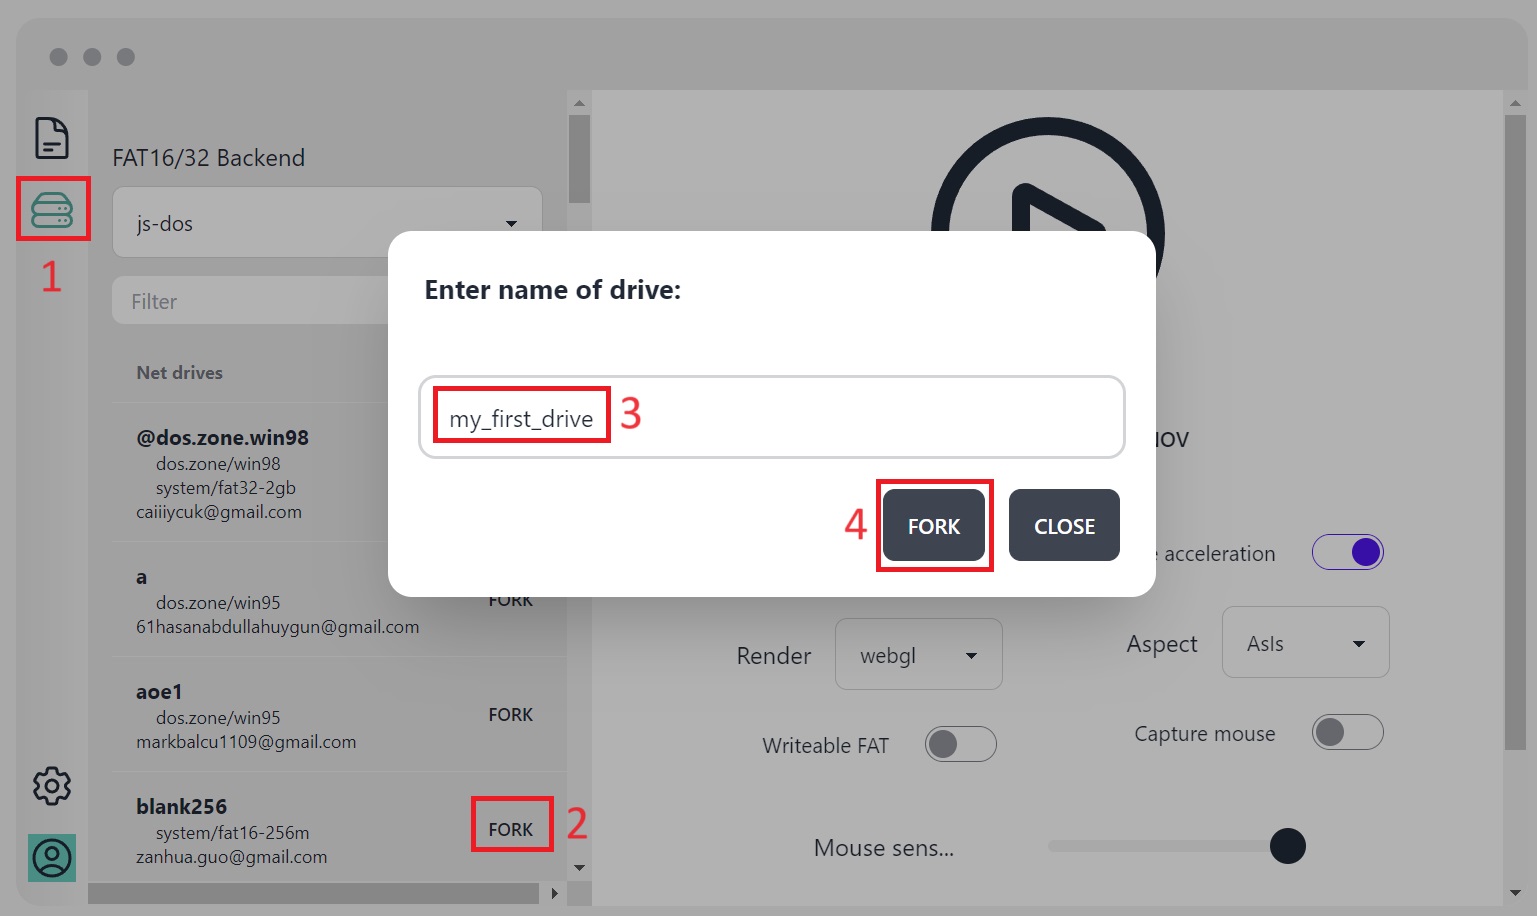 FAT16/32 Backend
js-dos
1
Filter
Enter name of drive:
Net drives
my_first_drive 3
@dos.zone.win98
dos.zone/win98
system/fat32-2gb
caiiiycuk@gmail.com
4 FORK CLOSE
e acceleration
a
dos.zone/win95
FORK
61hasanabdullahuygun@gmail.com
Render webgl
Aspect AsIs
aoe1
dos.zone/win95
FORK
markbalcu1109@gmail.com
Writeable FAT
Capture mouse
blank256
system/fat16-256m
FORK 2
zanhua.guo@gmail.com
Mouse sens...